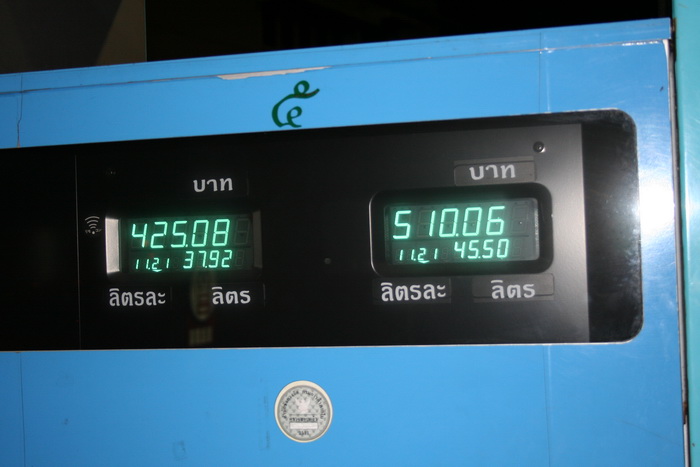 ๕
บาท
425.08
11.21 37.92
ลิตรละ ลิตร
บาท
510.06
11.21 45.50
ลิตรละ ลิตร